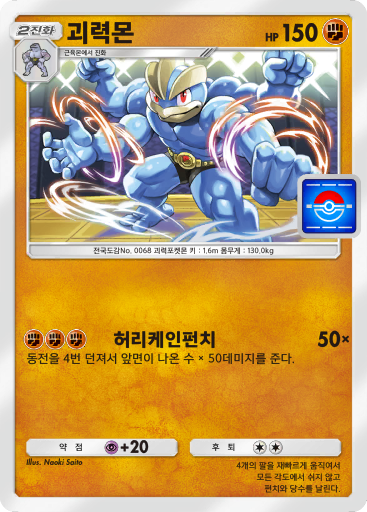 2진화
괴력몬
HP 150
근육몬에서 진화
전국도감No. 0068 괴력포켓몬 키 : 1.6m 몸무게 : 130.0kg
허리케인펀치 50×
동전을 4번 던져서 앞면이 나온 수 × 50데미지를 준다.
약 점 +20 후 퇴
Illus. Naoki Saito
4개의 팔을 재빠르게 움직여서
모든 각도에서 쉬지 않고
펀치와 당수를 날린다.